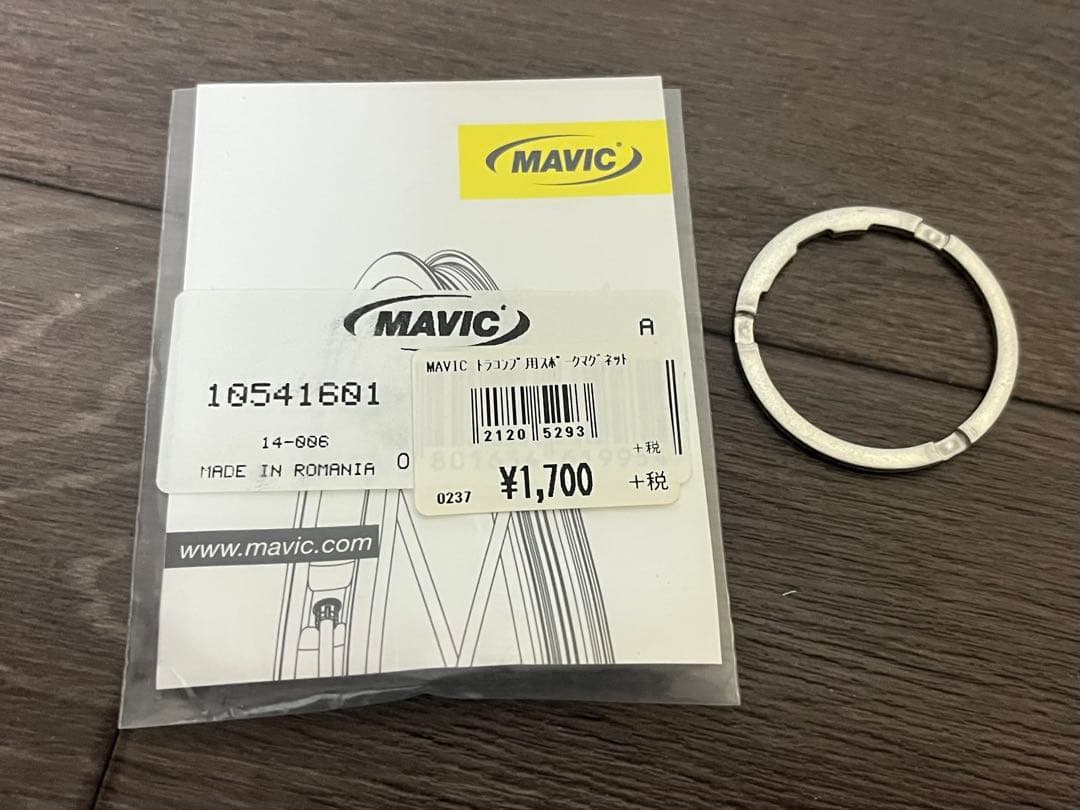 MAVIC®
MAVIC
A
10541601
14-006
MADE IN ROMANIA
0
MAVIC ﾄﾗｺﾝﾌﾟ用ｽﾎﾟｰｸﾏｸﾞﾈｯﾄ
2120 5293
+税
0237 ¥1,700 +税
www.mavic.com